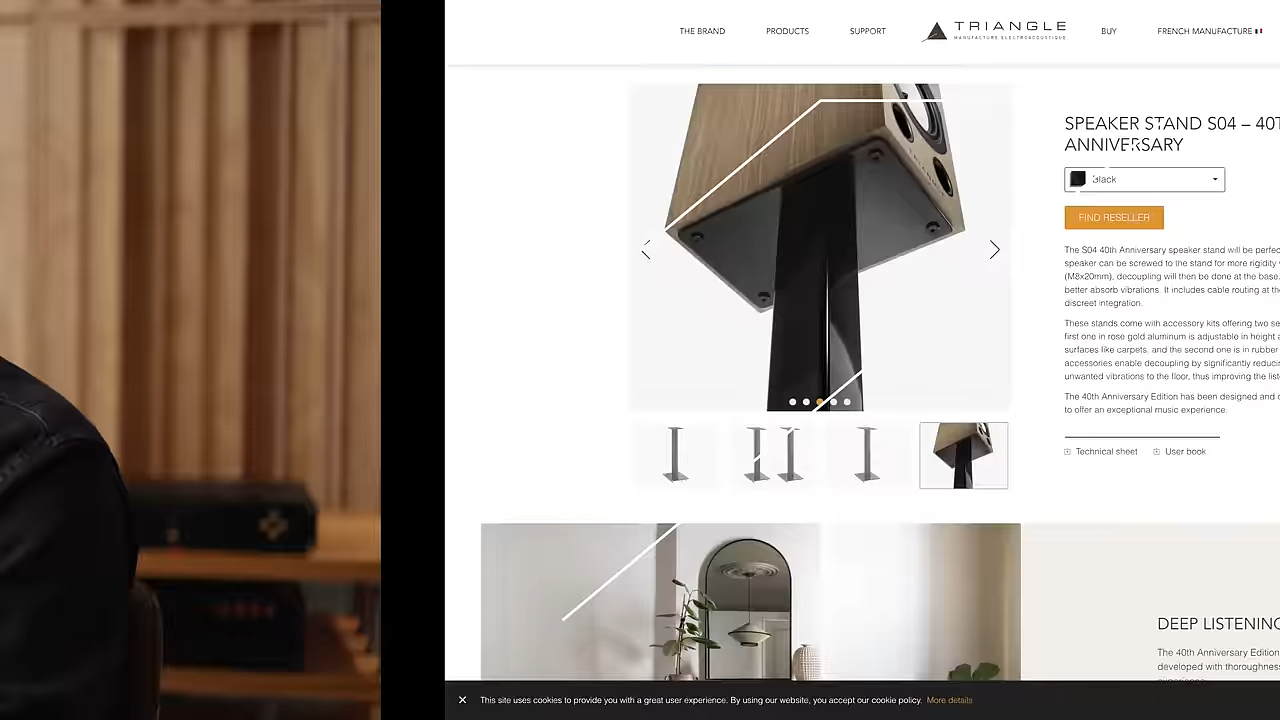 THE BRAND
PRODUCTS
SUPPORT
TRIANGLE
MANUFACTURE ELECTROACOUSTIQUE
BUY
FRENCH MANUFACTURE
SPEAKER STAND S04 – 40T
ANNIVERSARY
Black
FIND RESELLER
The S04 40th Anniversary speaker stand will be perfec
speaker can be screwed to the stand for more rigidity
(M8x20mm), decoupling will then be done at the base.
better absorb vibrations. It includes cable routing at the
discreet integration.
These stands come with accessory kits offering two se
first one in rose gold aluminum is adjustable in height a
surfaces like carpets, and the second one is in rubber
accessories enable decoupling by significantly reducin
unwanted vibrations to the floor, thus improving the liste
The 40th Anniversary Edition has been designed and
to offer an exceptional music experience.
Technical sheet
User book
DEEP LISTENING
The 40th Anniversary Edition
developed with thoroughness
This site uses cookies to provide you with a great user experience. By using our website, you accept our cookie policy. More details